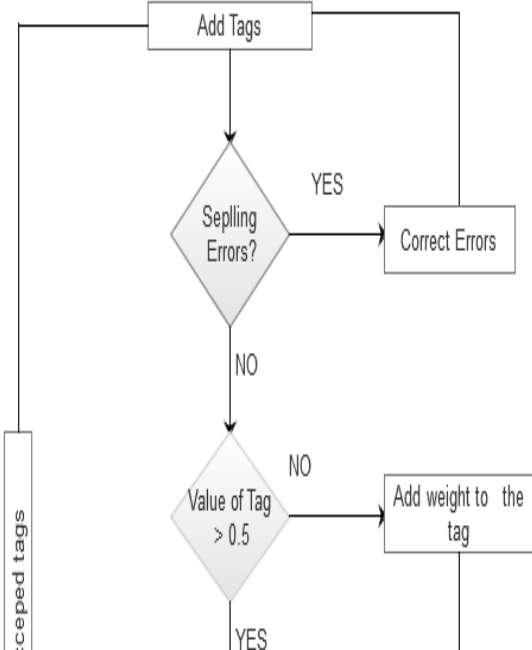 Add Tags
YES
Seplling
Errors?
Correct Errors
NO
NO
Value of Tag
> 0.5
Add weight to the
tag
tags
YES